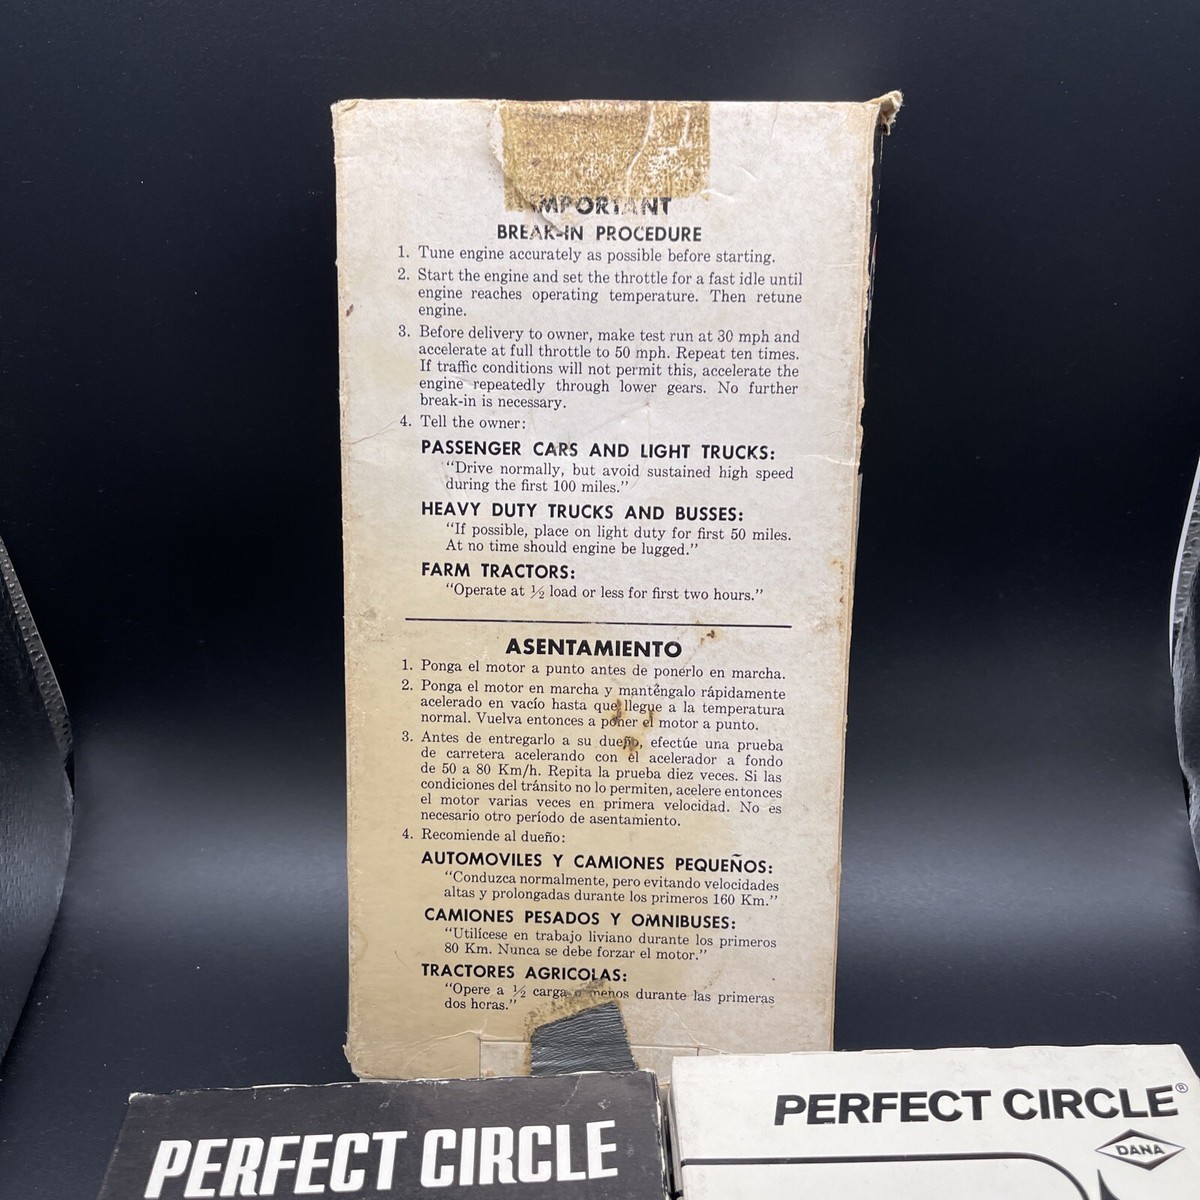 IMPORTANT
BREAK-IN PROCEDURE
1. Tune engine accurately as possible before starting.
2. Start the engine and set the throttle for a fast idle until
engine reaches operating temperature. Then retune
engine.
3. Before delivery to owner, make test run at 30 mph and
accelerate at full throttle to 50 mph. Repeat ten times.
If traffic conditions will not permit this, accelerate the
engine repeatedly through lower gears. No further
break-in is necessary.
4. Tell the owner:
PASSENGER CARS AND LIGHT TRUCKS:
“Drive normally, but avoid sustained high speed
during the first 100 miles.”
HEAVY DUTY TRUCKS AND BUSSES:
“If possible, place on light duty for first 50 miles.
At no time should engine be lugged.”
FARM TRACTORS:
“Operate at ½ load or less for first two hours.”
ASENTAMIENTO
1. Ponga el motor a punto antes de ponerlo en marcha.
2. Ponga el motor en marcha y manténgalo rápidamente
acelerado en vacío hasta que llegue a la temperatura
normal. Vuelva entonces a poner el motor a punto.
3. Antes de entregarlo a su dueño, efectúe una prueba
de carretera acelerando con el acelerador a fondo
de 50 a 80 Km/h. Repita la prueba diez veces. Si las
condiciones del tránsito no lo permiten, acelere entonces
el motor varias veces en primera velocidad. No es
necesario otro período de asentamiento.
4. Recomiende al dueño:
AUTOMOVILES Y CAMIONES PEQUEÑOS:
“Conduzca normalmente, pero evitando velocidades
altas y prolongadas durante los primeros 160 Km.”
CAMIONES PESADOS Y OMNIBUSES:
“Utilícese en trabajo liviano durante los primeros
80 Km. Nunca se debe forzar el motor.”
TRACTORES AGRICOLAS:
“Opere a ½ carga o menos durante las primeras
dos horas.”
PERFECT CIRCLE
PERFECT CIRCLE®
DANA